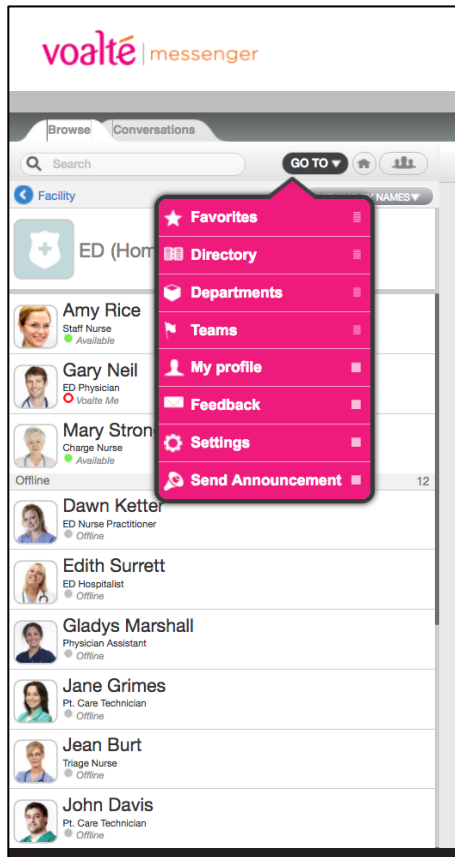 voalté | messenger
Browse Conversations
Search
GO TO ▼
Facility
NAMES ▼
ED (Hom
Favorites
Directory
Departments
Teams
My profile
Feedback
Settings
Send Announcement
Amy Rice
Staff Nurse
Available
Gary Neil
ED Physician
Voalte Me
Mary Stron
Charge Nurse
Available
Offline 12
Dawn Ketter
ED Nurse Practitioner
Offline
Edith Surrett
ED Hospitalist
Offline
Gladys Marshall
Physician Assistant
Offline
Jane Grimes
Pt. Care Technician
Offline
Jean Burt
Triage Nurse
Offline
John Davis
Pt. Care Technician
Offline